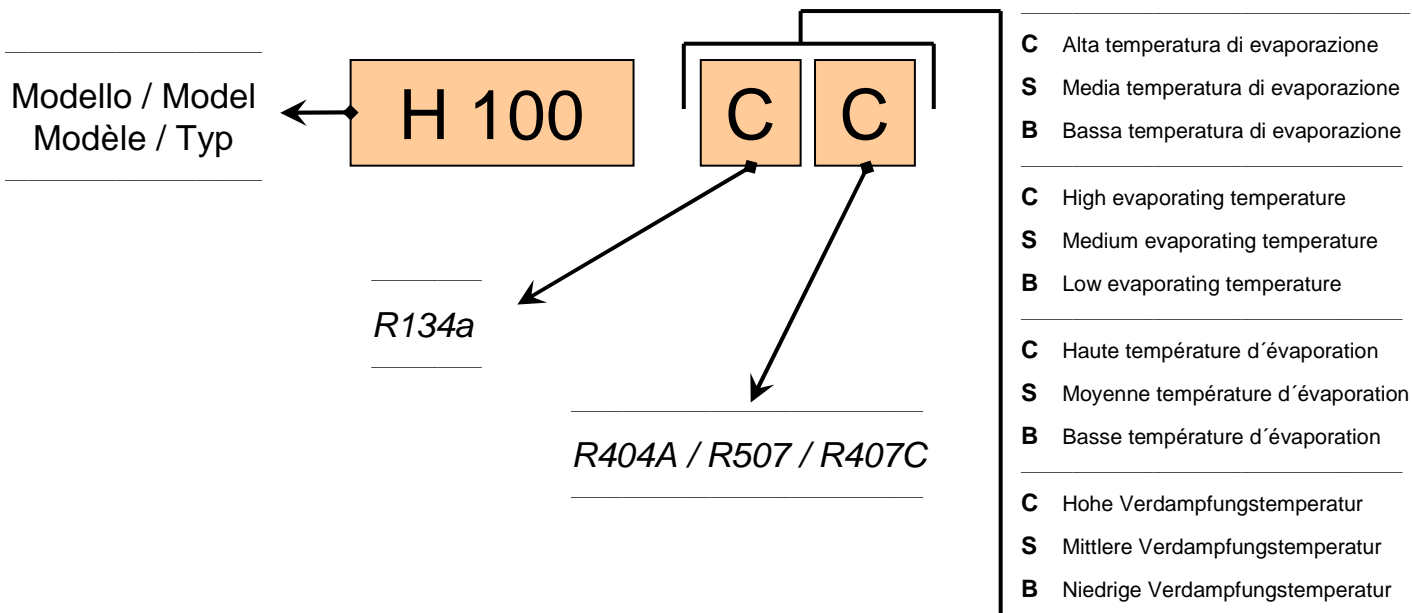 Modello / Model
Modèle / Typ
H 100
C C
R134a
R404A / R507 / R407C
C Alta temperatura di evaporazione
S Media temperatura di evaporazione
B Bassa temperatura di evaporazione
C High evaporating temperature
S Medium evaporating temperature
B Low evaporating temperature
C Haute température d´évaporation
S Moyenne température d´évaporation
B Basse température d´évaporation
C Hohe Verdampfungstemperatur
S Mittlere Verdampfungstemperatur
B Niedrige Verdampfungstemperatur